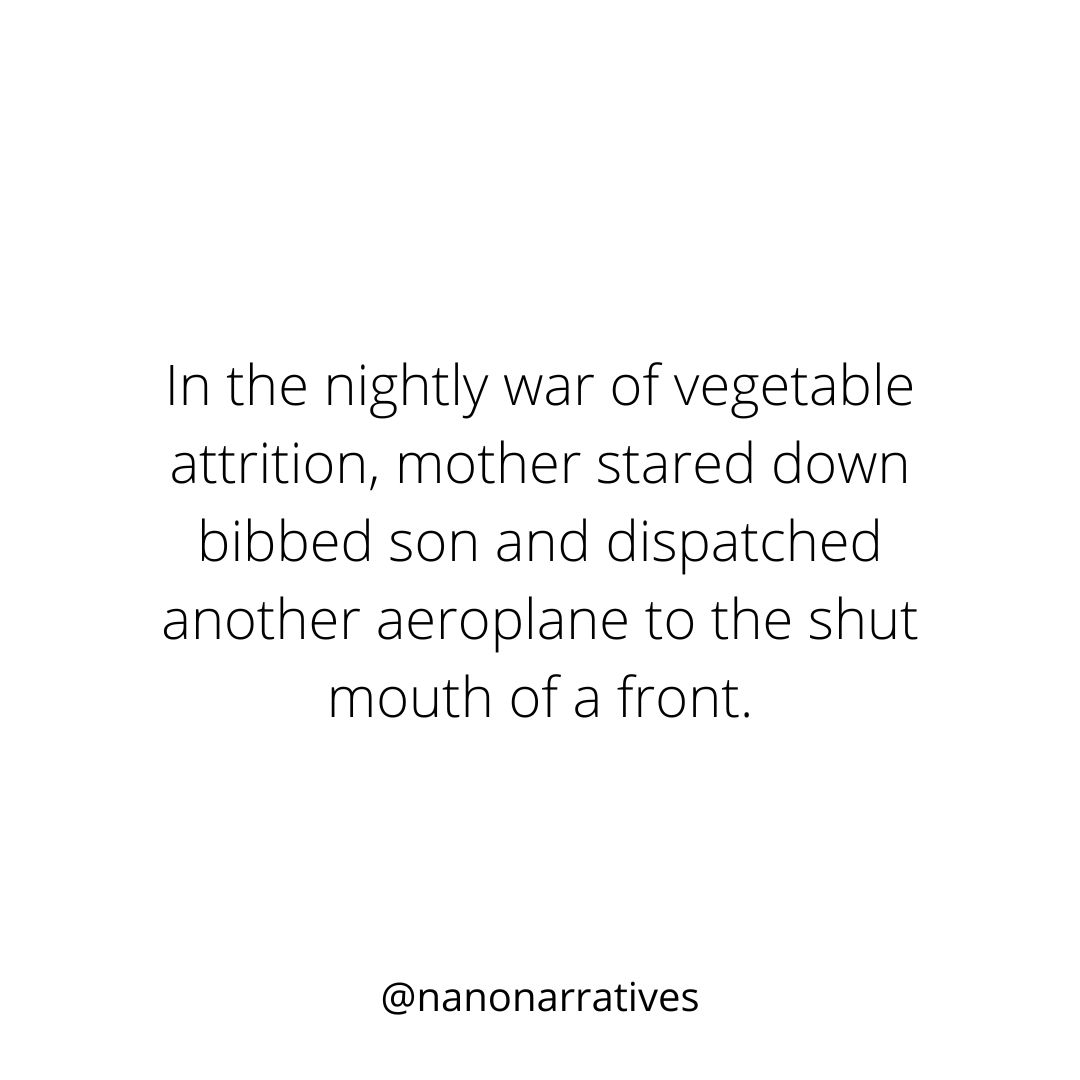 In the nightly war of vegetable
attrition, mother stared down
bibbed son and dispatched
another aeroplane to the shut
mouth of a front.
@nanonarratives